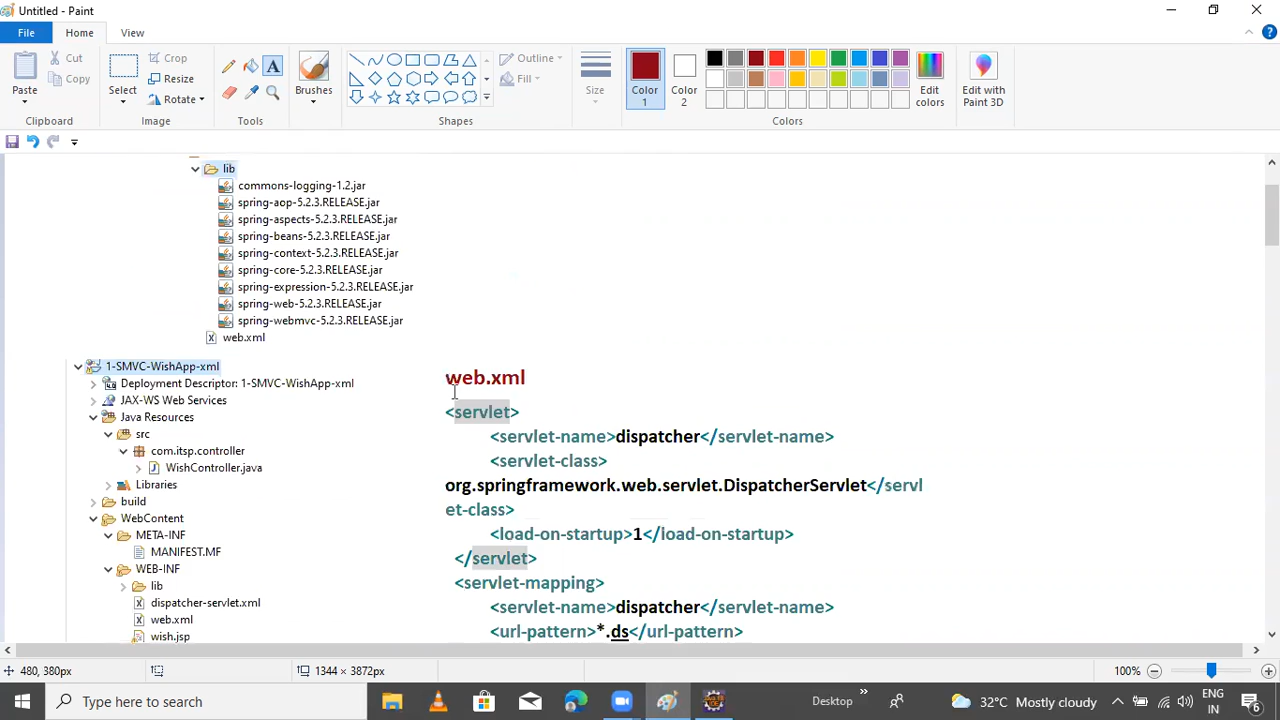 Untitled - Paint
File
Home
View
Paste
Cut
Copy
Clipboard
Select
Crop
Resize
Rotate
Image
A
Tools
Brushes
Outline
Fill
Shapes
Size
Color 1
Color 2
Edit colors
Edit with Paint 3D
Colors
lib
commons-logging-1.2.jar
spring-aop-5.2.3.RELEASE.jar
spring-aspects-5.2.3.RELEASE.jar
spring-beans-5.2.3.RELEASE.jar
spring-context-5.2.3.RELEASE.jar
spring-core-5.2.3.RELEASE.jar
spring-expression-5.2.3.RELEASE.jar
spring-web-5.2.3.RELEASE.jar
spring-webmvc-5.2.3.RELEASE.jar
web.xml
1-SMVC-WishApp-xml
Deployment Descriptor: 1-SMVC-WishApp-xml
JAX-WS Web Services
Java Resources
src
com.itsp.controller
WishController.java
Libraries
build
WebContent
META-INF
MANIFEST.MF
WEB-INF
lib
dispatcher-servlet.xml
web.xml
wish.jsp
web.xml
<servlet>
<servlet-name>dispatcher</servlet-name>
<servlet-class>
org.springframework.web.servlet.DispatcherServlet</servl
et-class>
<load-on-startup>1</load-on-startup>
</servlet>
<servlet-mapping>
<servlet-name>dispatcher</servlet-name>
<url-pattern>*.ds</url-pattern>
480, 380px
1344 × 3872px
100%
Type here to search
Desktop
32°C Mostly cloudy
ENG
IN
6